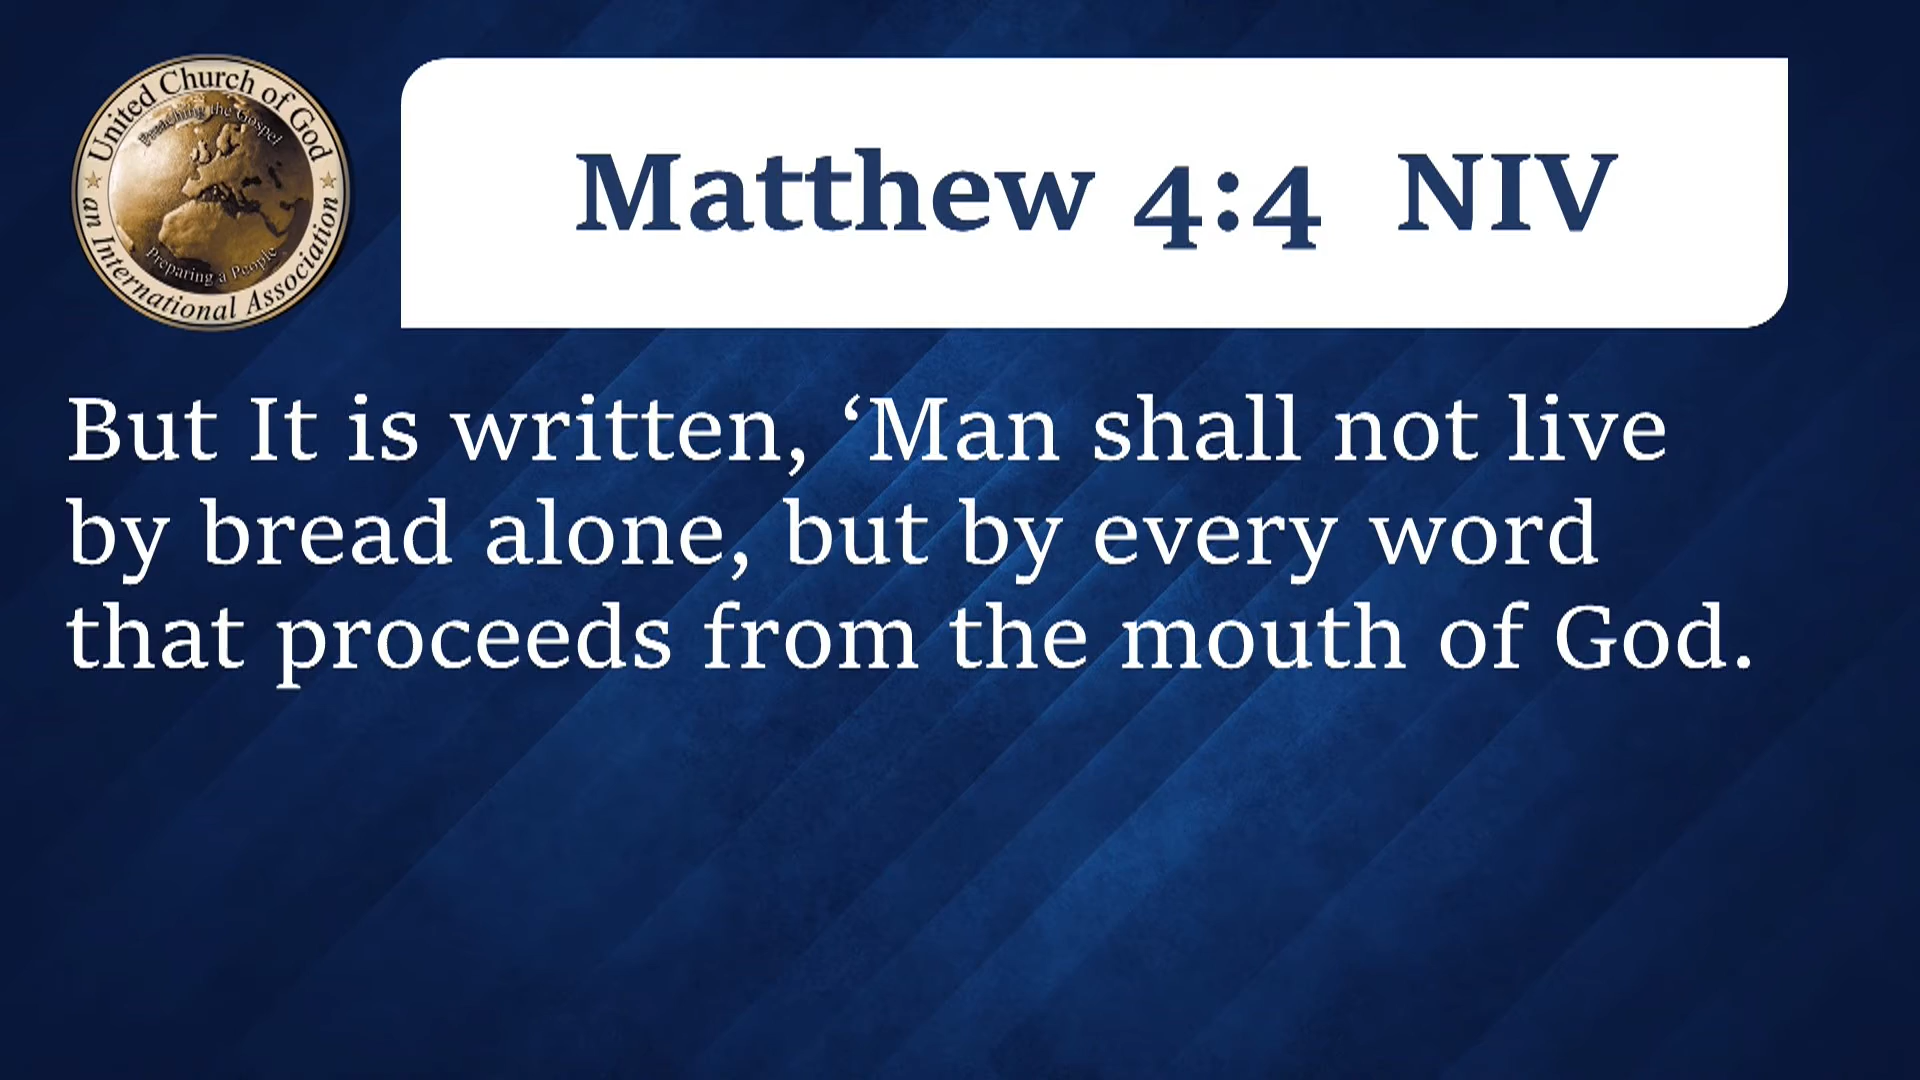 United Church of God
Preaching the Gospel
Preparing a People
an International Association
Matthew 4:4 NIV
But It is written, ‘Man shall not live
by bread alone, but by every word
that proceeds from the mouth of God.